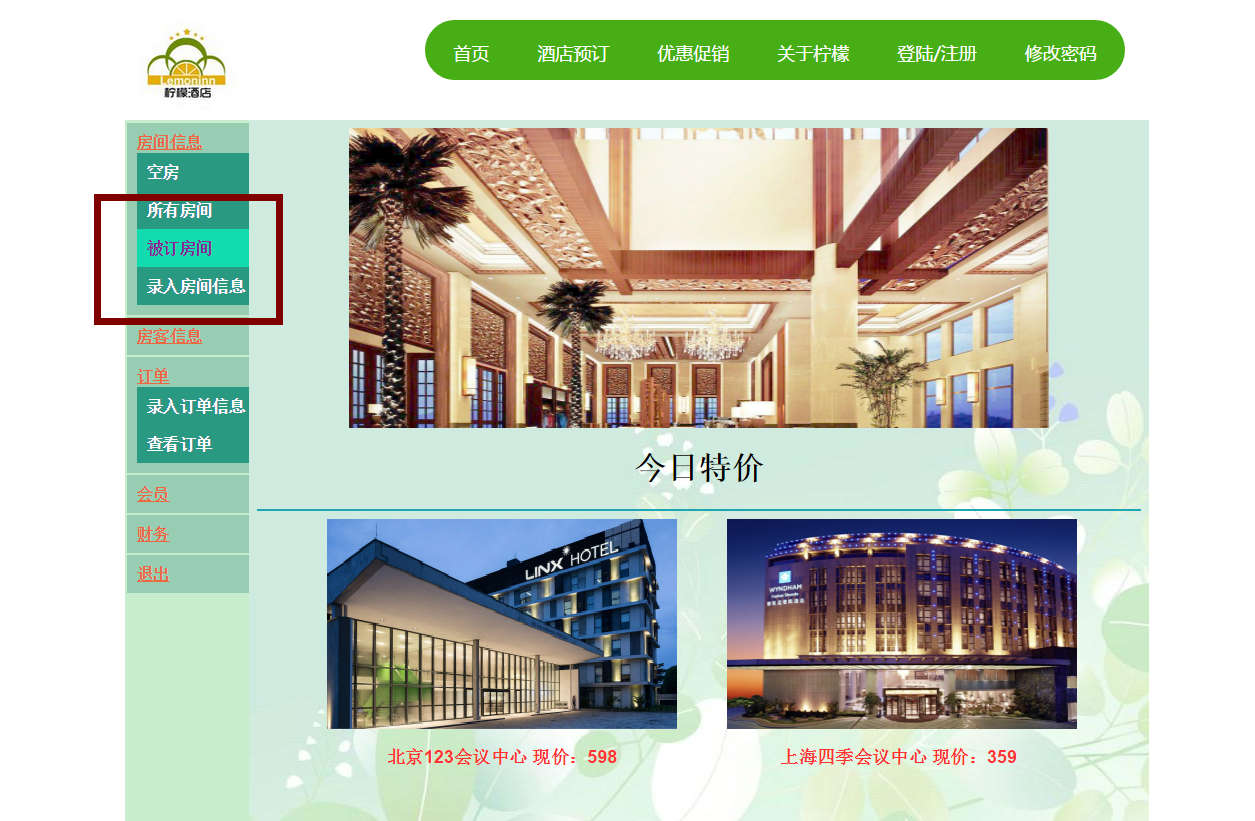 Lemoninn
柠檬酒店
首页 酒店预订 优惠促销 关于柠檬 登陆/注册 修改密码
房间信息
空房
所有房间
被订房间
录入房间信息
房客信息
订单
录入订单信息
查看订单
会员
财务
退出
今日特价
LINX HOTEL
WYNDHAM
北京123会议中心 现价：598
上海四季会议中心 现价：359